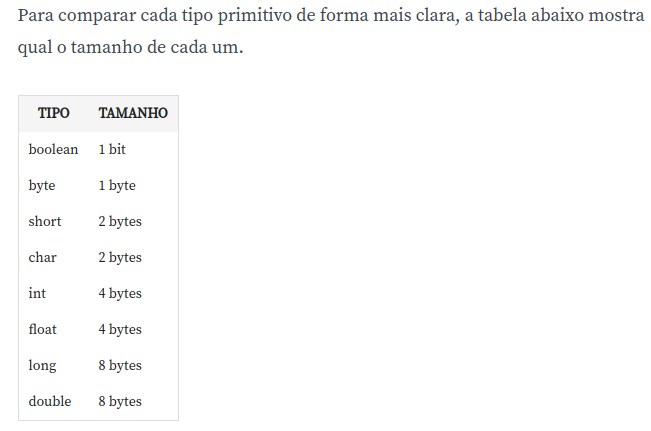 Para comparar cada tipo primitivo de forma mais clara, a tabela abaixo mostra
qual o tamanho de cada um.
TIPO TAMANHO
boolean 1 bit
byte 1 byte
short 2 bytes
char 2 bytes
int 4 bytes
float 4 bytes
long 8 bytes
double 8 bytes